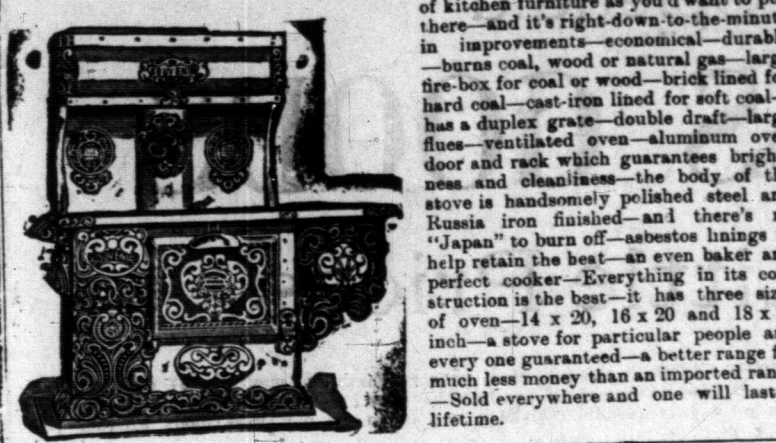 of kitchen furniture as you'd want to
there—and it's right-down-to-the-minut
in improvements—economical—durabl
—burns coal, wood or natural gas—larg
fire-box for coal or wood—brick lined f
hard coal—cast-iron lined for soft coal-
has a duplex grate—double draft—larg
flues—ventilated oven—aluminum ov
door and rack which guarantees brigh
ness and cleanliness—the body of t
stove is handsomely polished steel an
Russia iron finished—and there's
"Japan" to burn off—asbestos linings
help retain the heat—an even baker an
perfect cooker—Everything in its co
struction is the best—it has three si
of oven—14 x 20, 16 x 20 and 18 x
inch—a stove for particular people a
every one guaranteed—a better range
much less money than an imported ran
—Sold everywhere and one will last
lifetime.